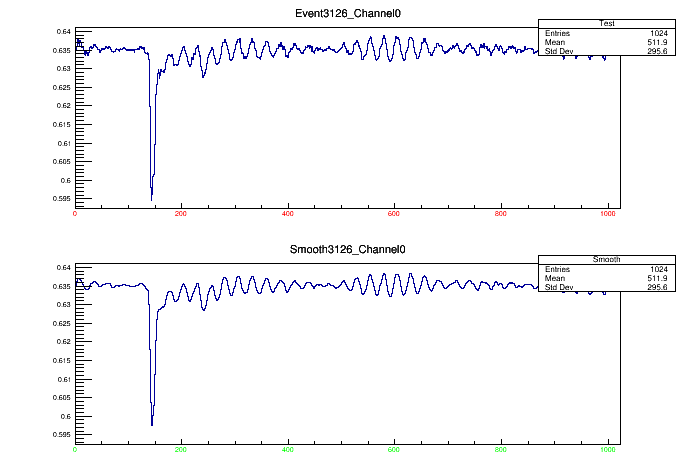 Event3126_Channel0
Test
Entries 1024
Mean 511.9
Std Dev 295.6
0.64
0.635
0.63
0.625
0.62
0.615
0.61
0.605
0.6
0.595
0 200 400 600 800 1000
Smooth3126_Channel0
Smooth
Entries 1024
Mean 511.9
Std Dev 295.6
0.64
0.635
0.63
0.625
0.62
0.615
0.61
0.605
0.6
0.595
0 200 400 600 800 1000